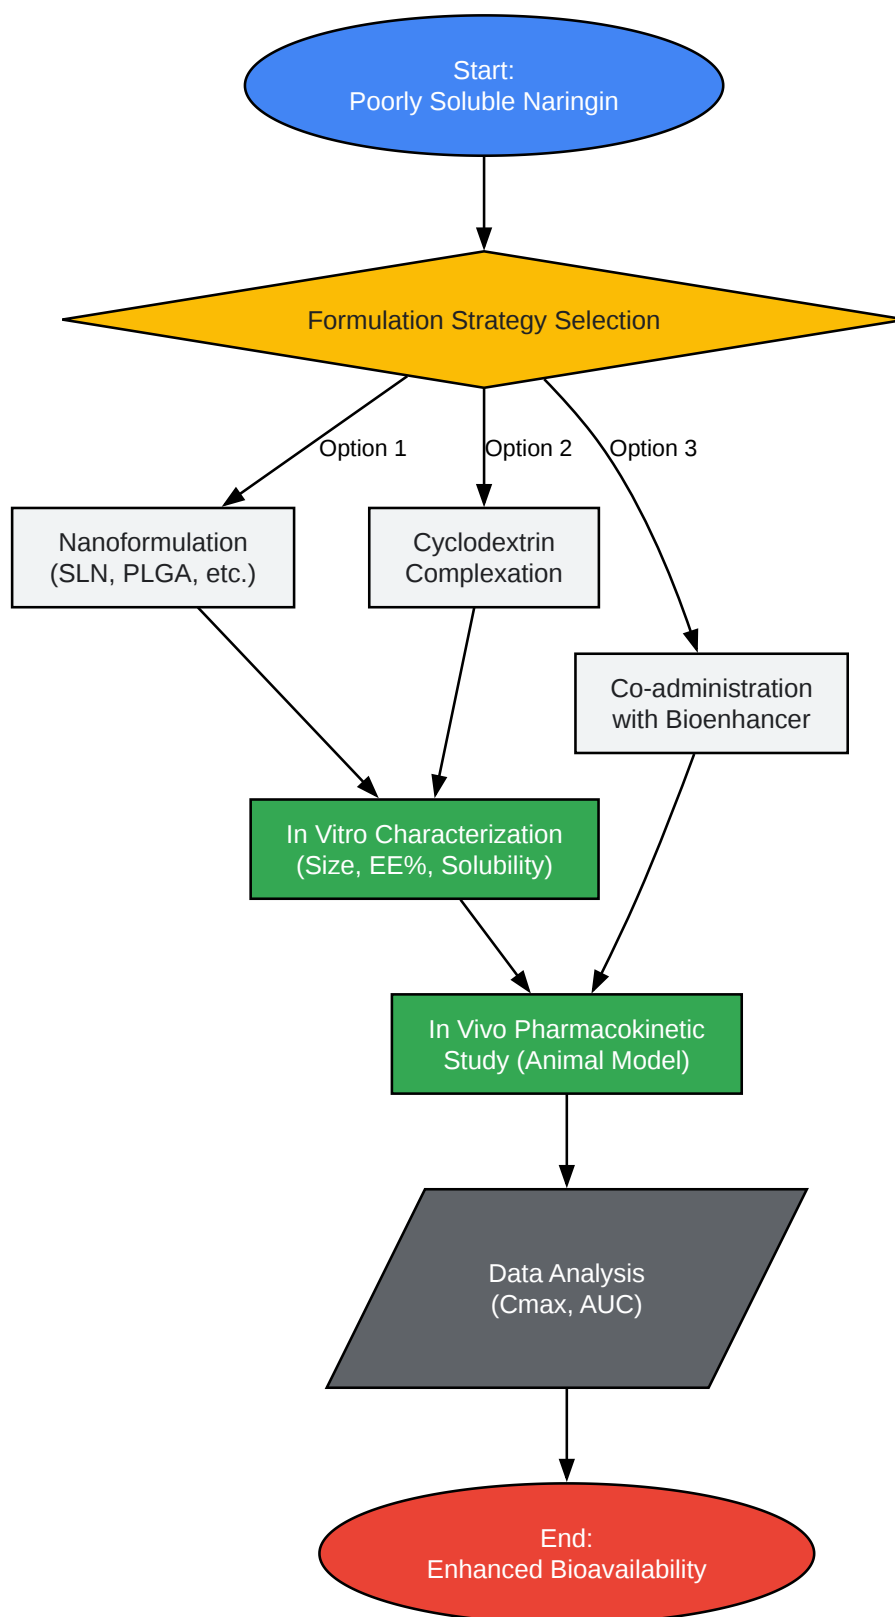 Start:
Poorly Soluble Naringin
Formulation Strategy Selection
Option 1
Option 2
Option 3
Nanoformulation
(SLN, PLGA, etc.)
Cyclodextrin
Complexation
Co-administration
with Bioenhancer
In Vitro Characterization
(Size, EE%, Solubility)
In Vivo Pharmacokinetic
Study (Animal Model)
Data Analysis
(Cmax, AUC)
End:
Enhanced Bioavailability